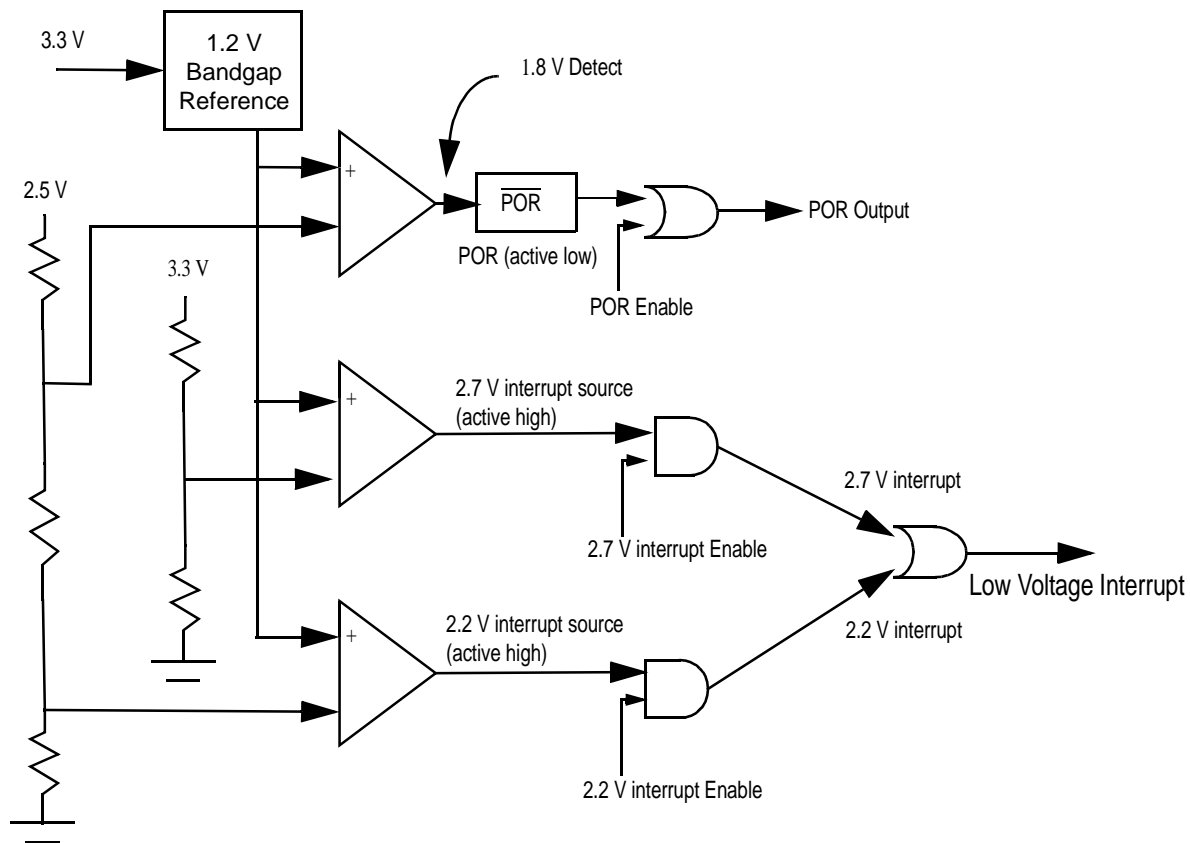 3.3 V
1.2 V
Bandgap
Reference
1.8 V Detect
+
2.5 V
POR
POR Output
POR (active low)
3.3 V
POR Enable
+
2.7 V interrupt source
(active high)
2.7 V interrupt
2.7 V interrupt Enable
Low Voltage Interrupt
+
2.2 V interrupt source
(active high)
2.2 V interrupt
2.2 V interrupt Enable